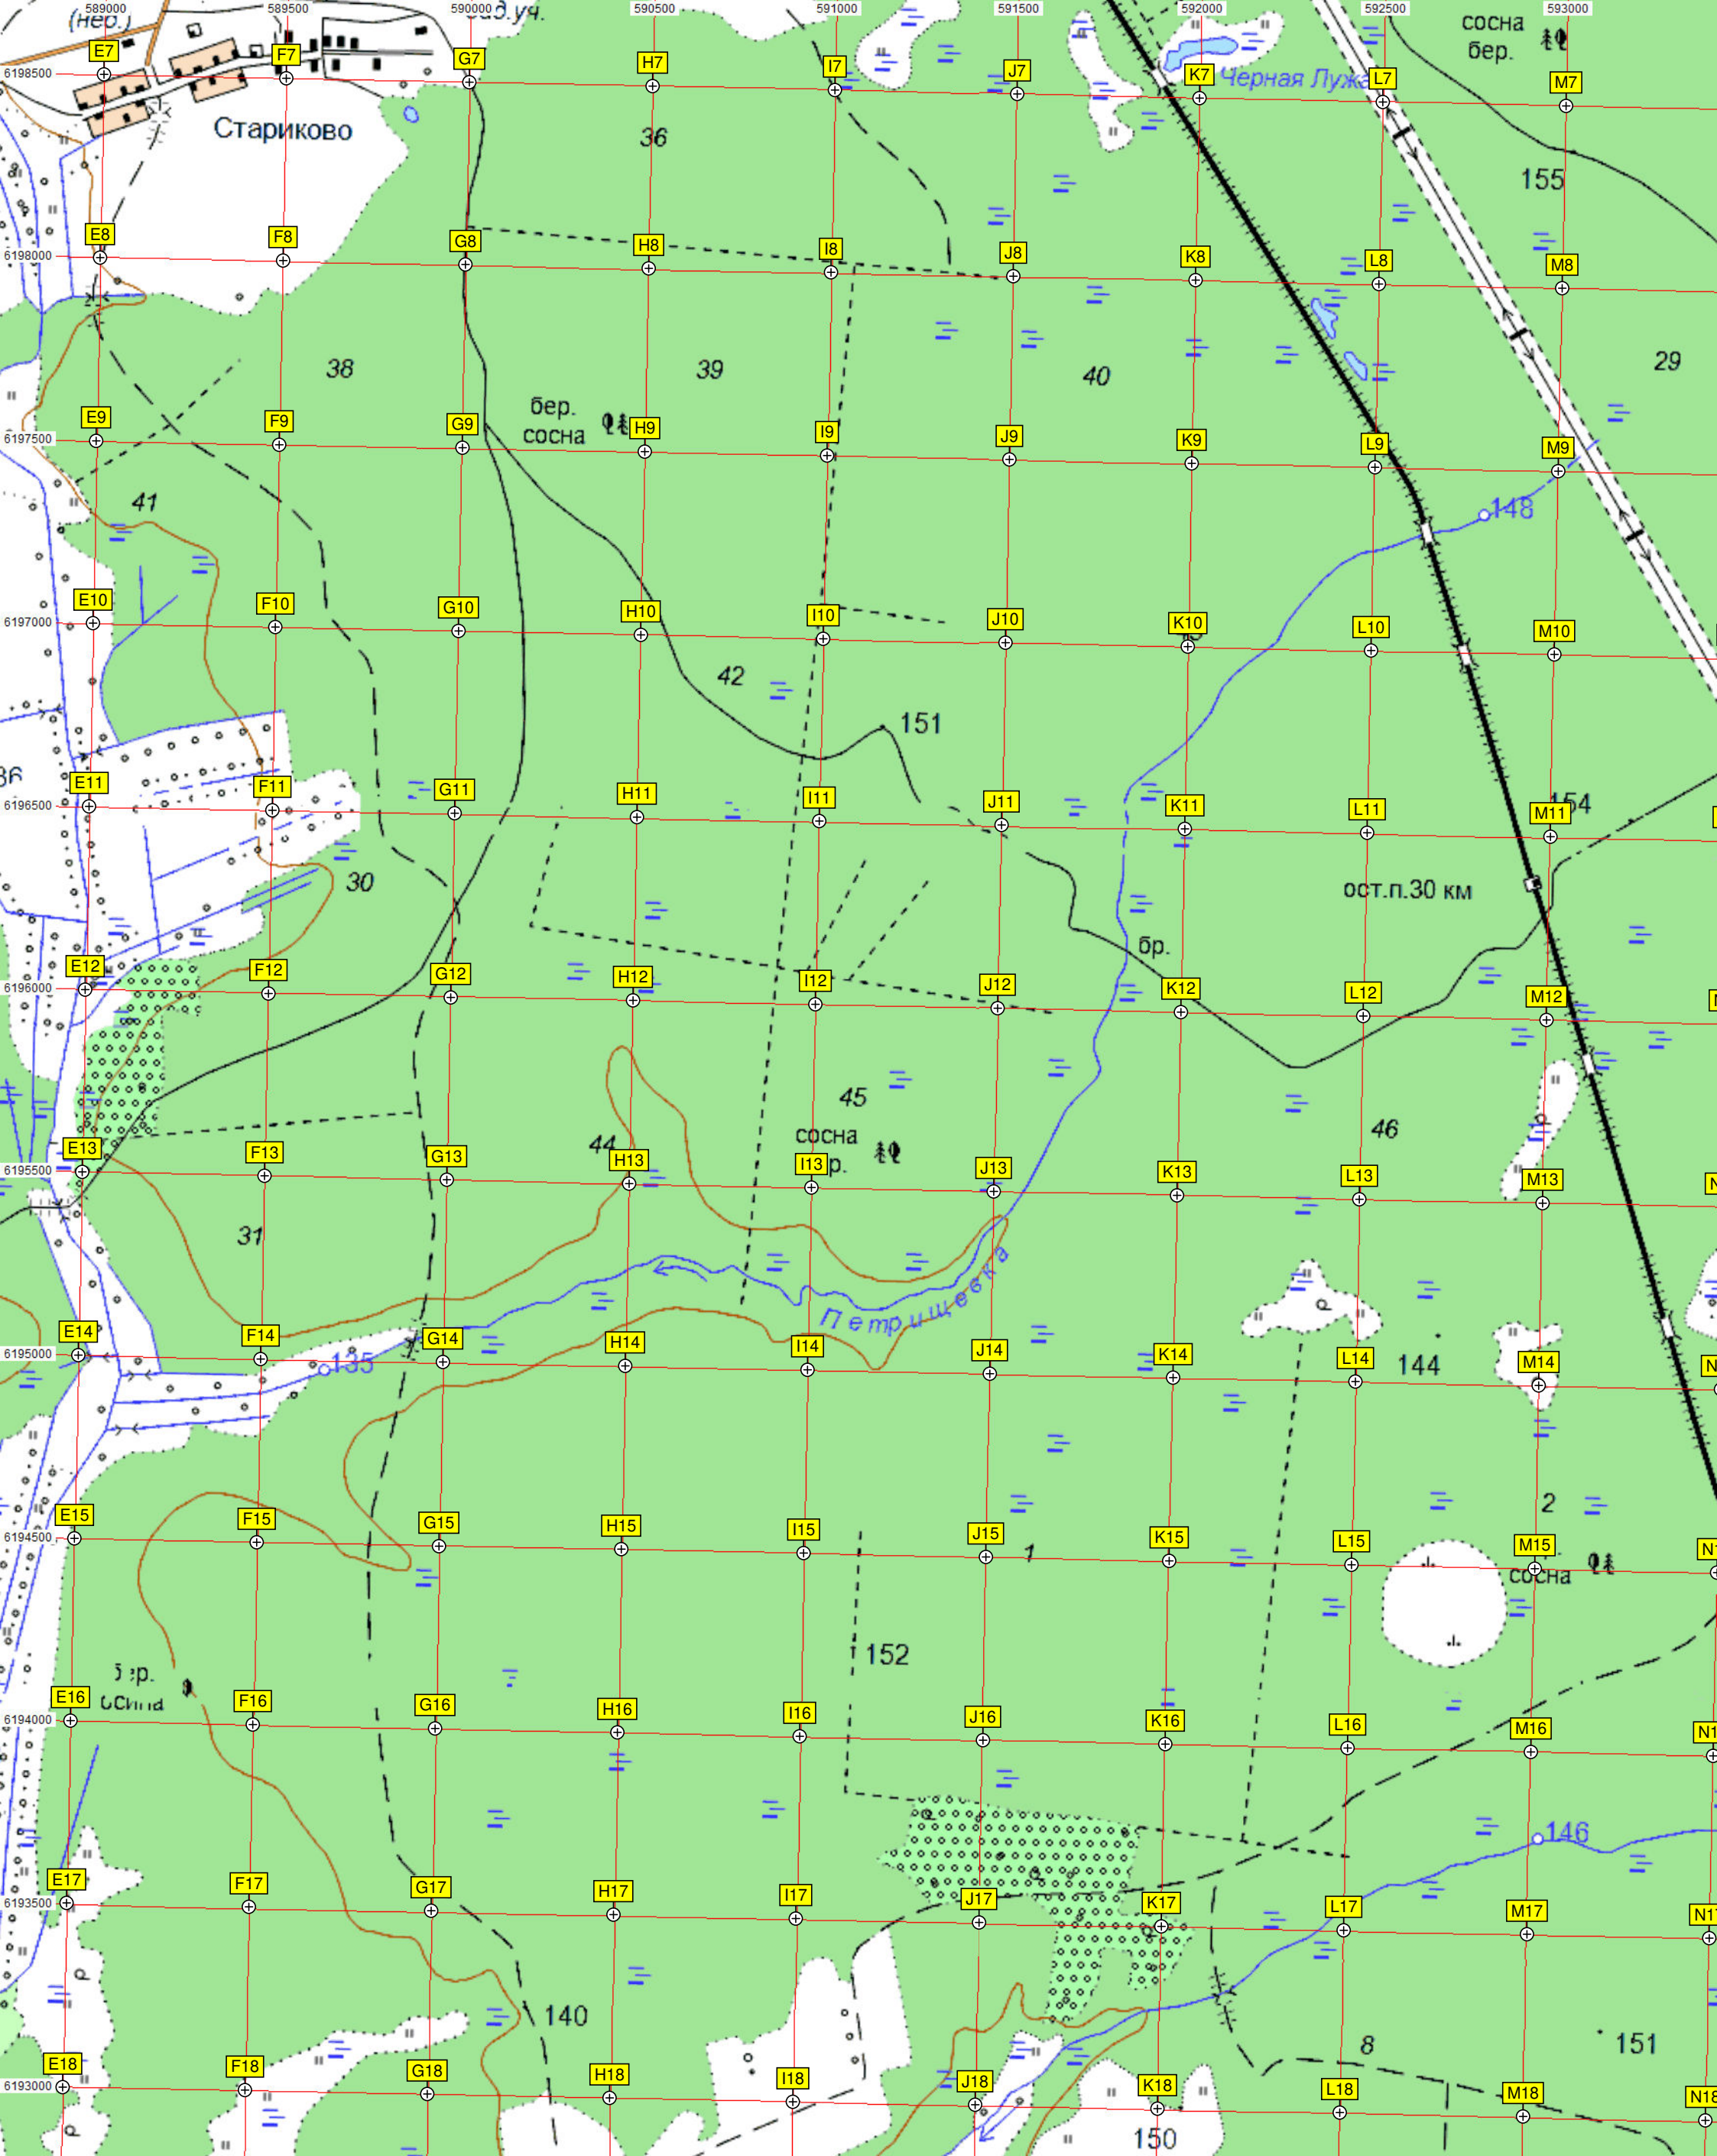 589000 589500 590000 590500 591000 591500 592000 592500 593000
(нер.)
сосна
бер.
E7 F7 G7 H7 I7 J7 K7 L7 M7
6198500
Черная Лужа
Стариково
36
155
E8 F8 G8 H8 I8 J8 K8 L8 M8
6198000
38 39 40 29
бер.
сосна
E9 F9 G9 H9 I9 J9 K9 L9 M9
6197500
41
148
E10 F10 G10 H10 I10 J10 K10 L10 M10
6197000
42
151
E11 F11 G11 H11 I11 J11 K11 L11 M11
6196500
154
30
ост.п.30 км
бр.
E12 F12 G12 H12 I12 J12 K12 L12 M12
6196000
45
46
сосна
44
E13 F13 G13 H13 I13 J13 K13 L13 M13
6195500
31
Петрищевка
E14 F14 G14 H14 I14 J14 K14 L14 M14
6195000
135
144
2
E15 F15 G15 H15 I15 J15 K15 L15 M15
6194500
1
сосна
152
E16 F16 G16 H16 I16 J16 K16 L16 M16
6194000
146
E17 F17 G17 H17 I17 J17 K17 L17 M17
6193500
140
8
151
E18 F18 G18 H18 I18 J18 K18 L18 M18 N18
6193000
150